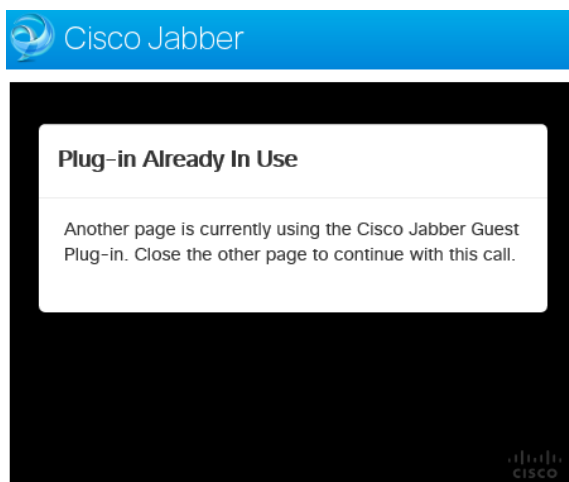 Cisco Jabber
Plug-in Already In Use
Another page is currently using the Cisco Jabber Guest
Plug-in. Close the other page to continue with this call.
CISCO